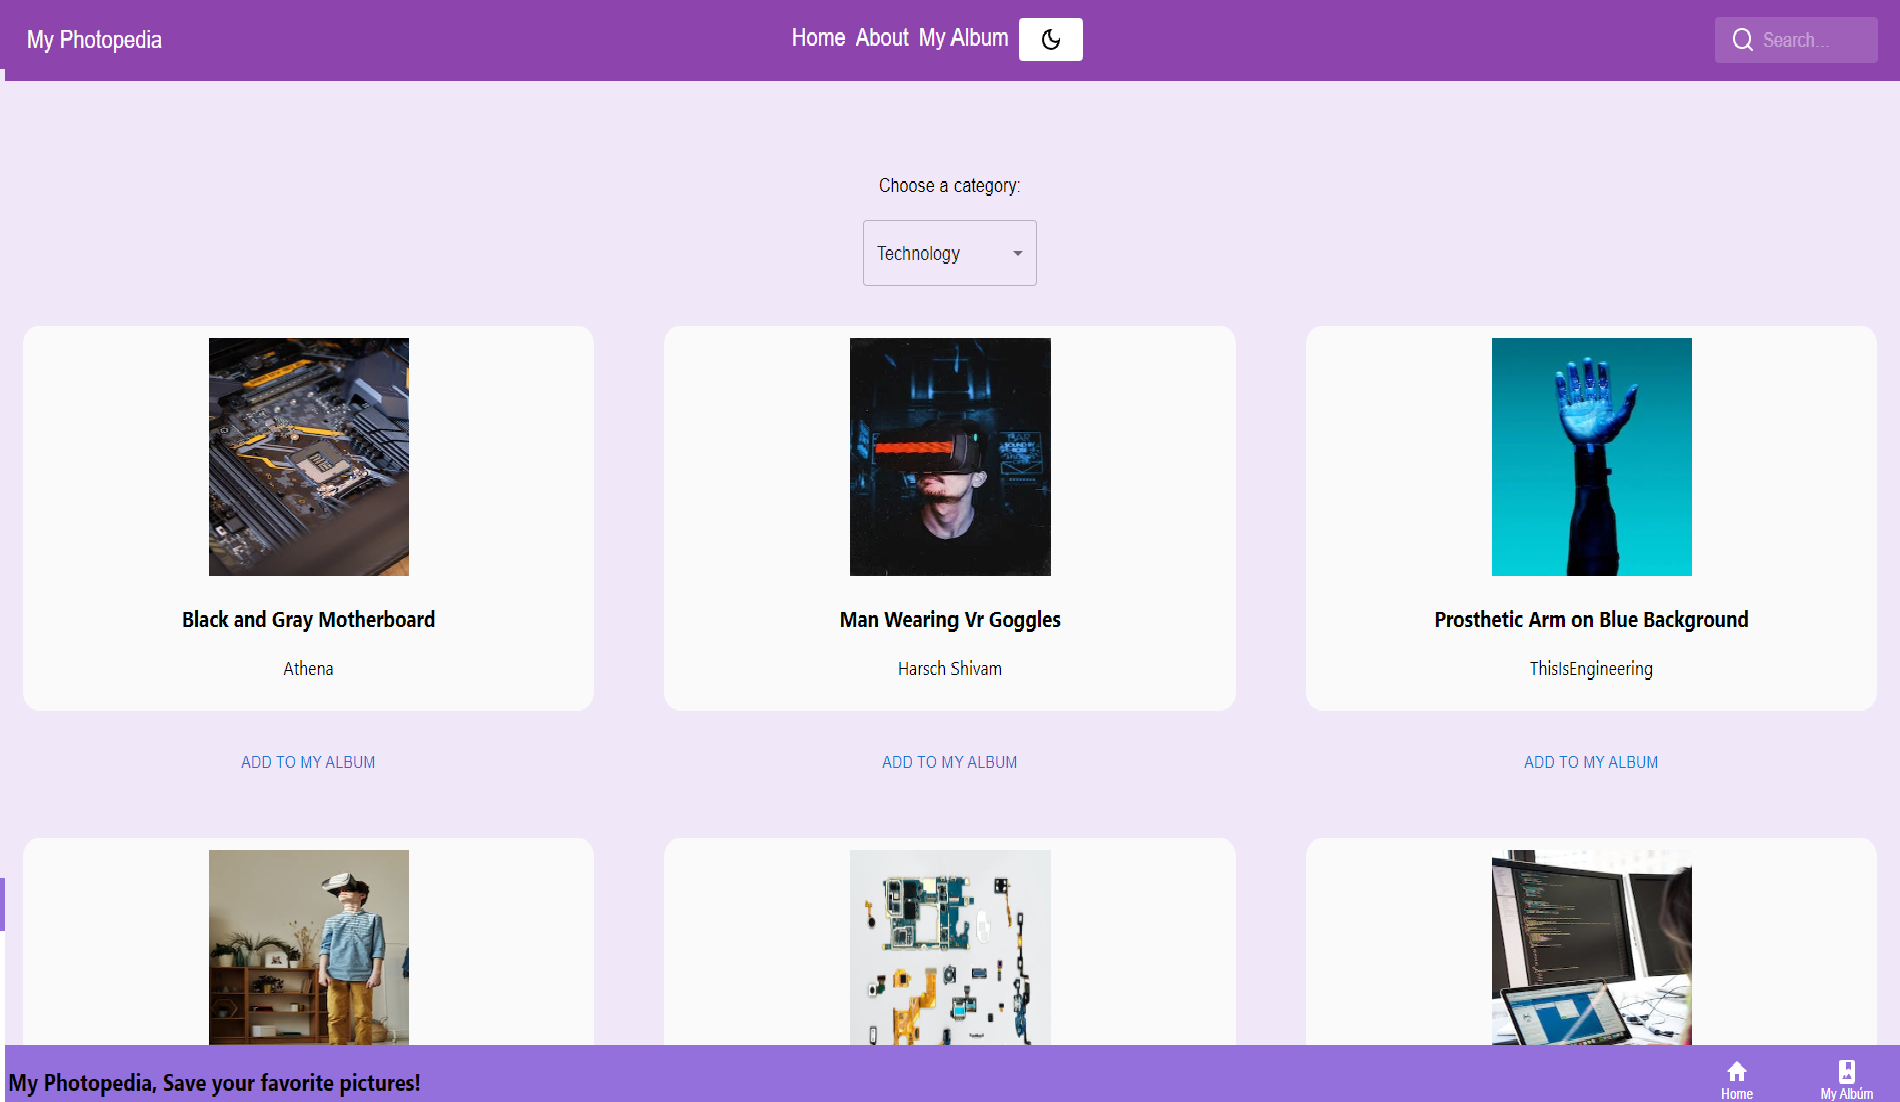 My Photopedia
Home About My Album
Search...
Choose a category:
Technology
Black and Gray Motherboard
Athena
ADD TO MY ALBUM
Man Wearing Vr Goggles
Harsch Shivam
ADD TO MY ALBUM
Prosthetic Arm on Blue Background
ThisIsEngineering
ADD TO MY ALBUM
My Photopedia, Save your favorite pictures!
Home
My Albúm